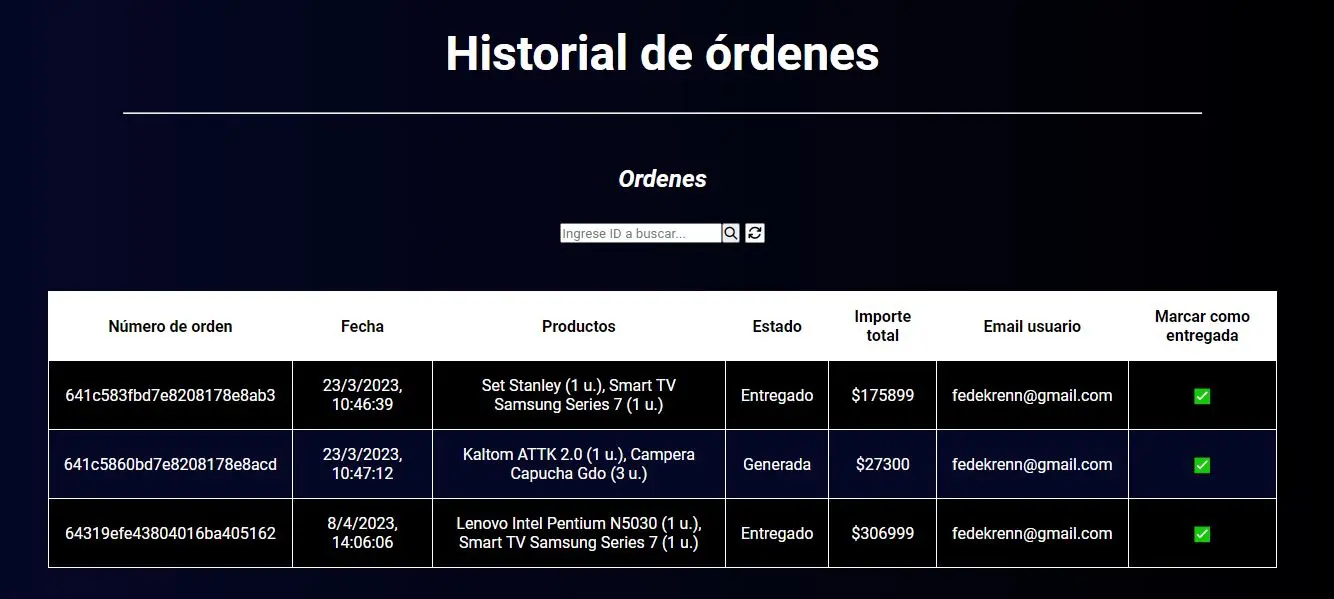 Historial de órdenes
Ordenes
Ingrese ID a buscar...
Número de orden Fecha Productos Estado Importe total Email usuario Marcar como entregada
641c583fbd7e8208178e8ab3 23/3/2023, 10:46:39 Set Stanley (1 u.), Smart TV Samsung Series 7 (1 u.) Entregado $175899 fedekrenn@gmail.com ✅
641c5860bd7e8208178e8acd 23/3/2023, 10:47:12 Kaltom ATTK 2.0 (1 u.), Campera Capucha Gdo (3 u.) Generada $27300 fedekrenn@gmail.com ✅
64319efe43804016ba405162 8/4/2023, 14:06:06 Lenovo Intel Pentium N5030 (1 u.), Smart TV Samsung Series 7 (1 u.) Entregado $306999 fedekrenn@gmail.com ✅